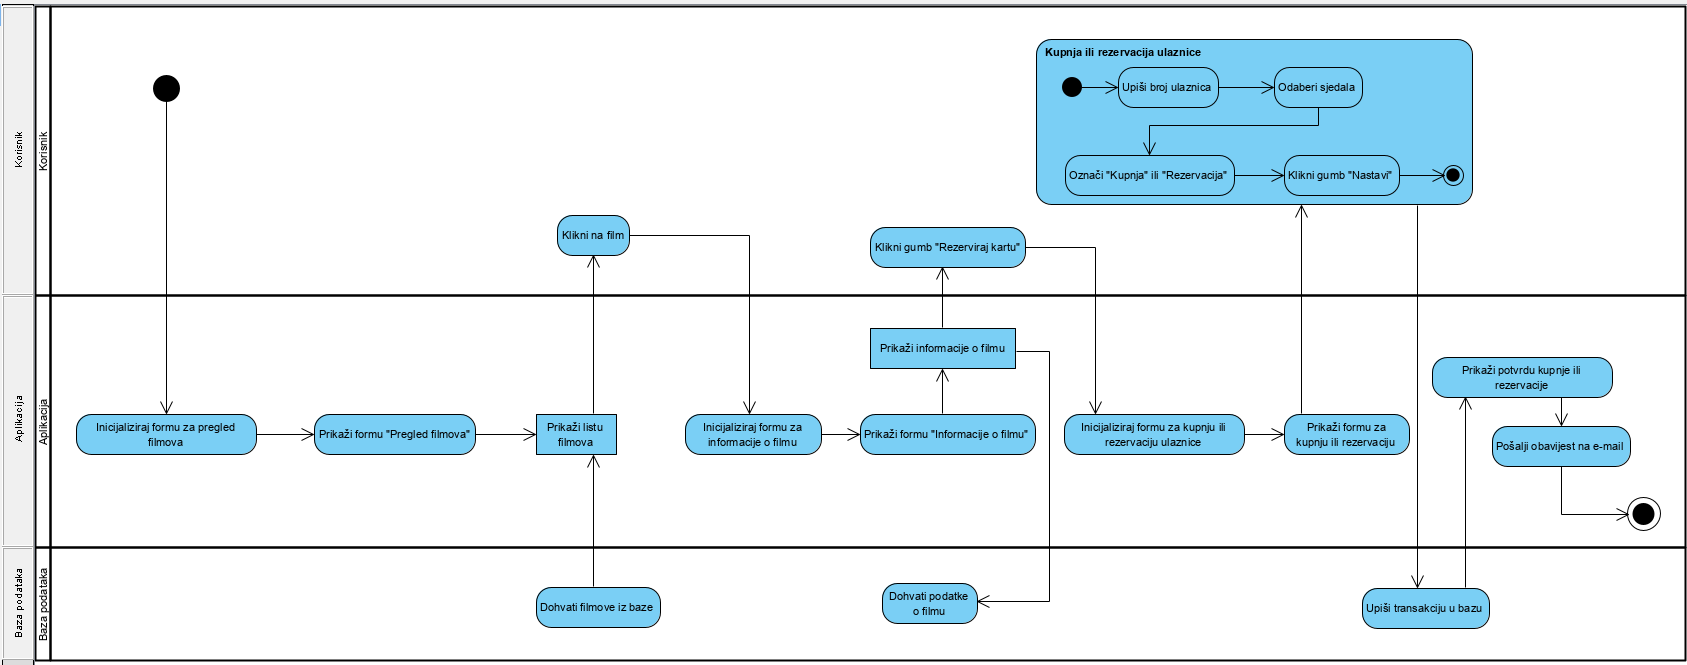 Korisnik
Korisnik
Kupnja ili rezervacija ulaznice
Upiši broj ulaznica
Odaberi sjedala
Označi "Kupnja" ili "Rezervacija"
Klikni gumb "Nastavi"
Klikni na film
Klikni gumb "Rezerviraj kartu"
Aplikacija
Aplikacija
Prikaži informacije o filmu
Prikaži potvrdu kupnje ili
rezervacije
Inicijaliziraj formu za pregled
filmova
Prikaži formu "Pregled filmova"
Prikaži listu
filmova
Inicijaliziraj formu za
informacije o filmu
Prikaži formu "Informacije o filmu"
Inicijaliziraj formu za kupnju ili
rezervaciju ulaznice
Prikaži formu za
kupnju ili rezervaciju
Pošalji obavijest na e-mail
Baza podataka
Baza podataka
Dohvati filmove iz baze
Dohvati podatke
o filmu
Upiši transakciju u bazu